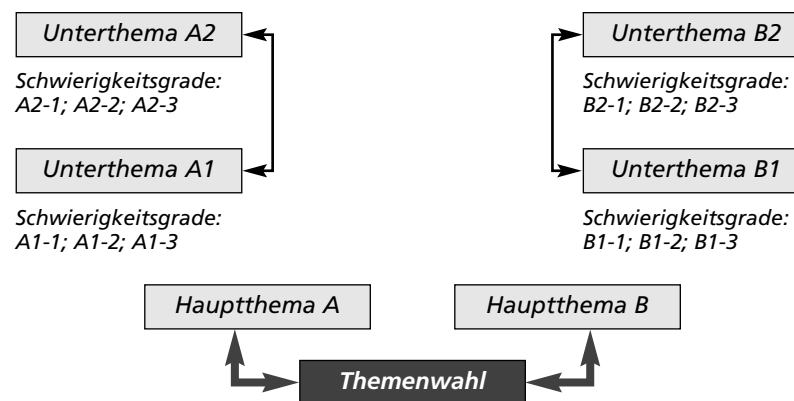 Unterthema A2
Unterthema B2
Schwierigkeitsgrade:
A2-1; A2-2; A2-3
Schwierigkeitsgrade:
B2-1; B2-2; B2-3
Unterthema A1
Unterthema B1
Schwierigkeitsgrade:
A1-1; A1-2; A1-3
Schwierigkeitsgrade:
B1-1; B1-2; B1-3
Hauptthema A
Hauptthema B
Themenwahl